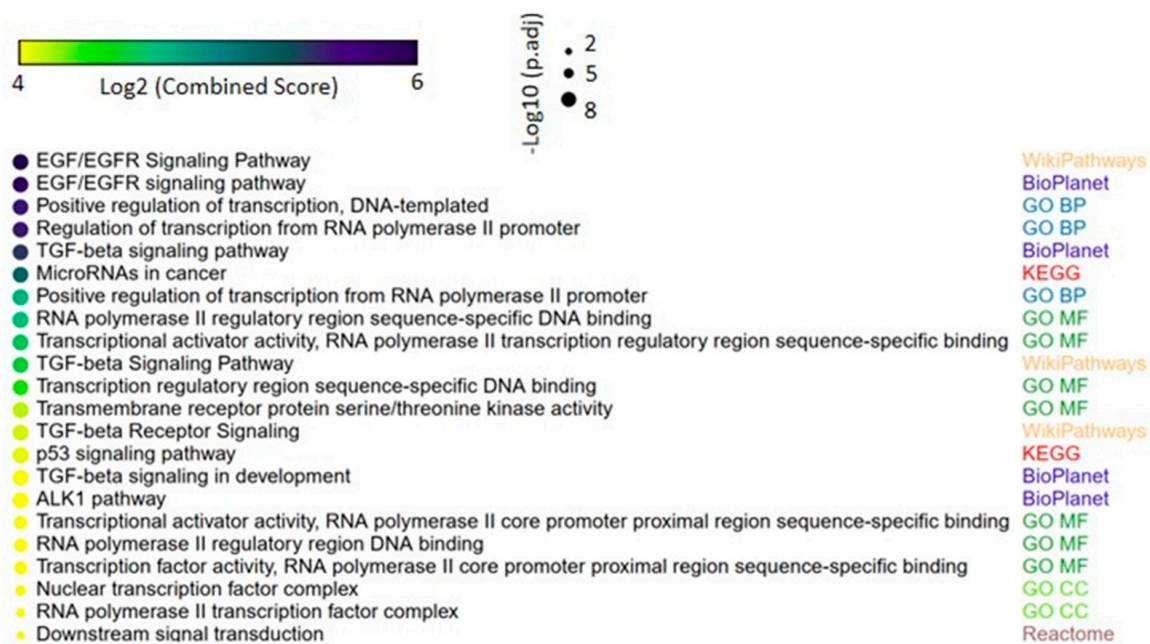 4 6
Log2 (Combined Score)
-Log10 (p.adj)
2
5
8
EGF/EGFR Signaling Pathway WikiPathways
EGF/EGFR signaling pathway BioPlanet
Positive regulation of transcription, DNA-templated GO BP
Regulation of transcription from RNA polymerase II promoter GO BP
TGF-beta signaling pathway BioPlanet
MicroRNAs in cancer KEGG
Positive regulation of transcription from RNA polymerase II promoter GO BP
RNA polymerase II regulatory region sequence-specific DNA binding GO MF
Transcriptional activator activity, RNA polymerase II transcription regulatory region sequence-specific binding GO MF
TGF-beta Signaling Pathway WikiPathways
Transcription regulatory region sequence-specific DNA binding GO MF
Transmembrane receptor protein serine/threonine kinase activity GO MF
TGF-beta Receptor Signaling WikiPathways
p53 signaling pathway KEGG
TGF-beta signaling in development BioPlanet
ALK1 pathway BioPlanet
Transcriptional activator activity, RNA polymerase II core promoter proximal region sequence-specific binding GO MF
RNA polymerase II regulatory region DNA binding GO MF
Transcription factor activity, RNA polymerase II core promoter proximal region sequence-specific binding GO MF
Nuclear transcription factor complex GO CC
RNA polymerase II transcription factor complex GO CC
Downstream signal transduction Reactome